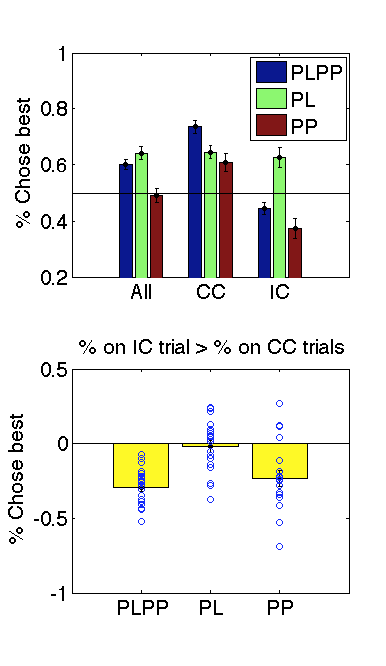 1
0.8
0.6
0.4
0.2
% Chose best
PLPP
PL
PP
All CC IC
% on IC trial > % on CC trials
0.5
0
-0.5
-1
% Chose best
PLPP PL PP